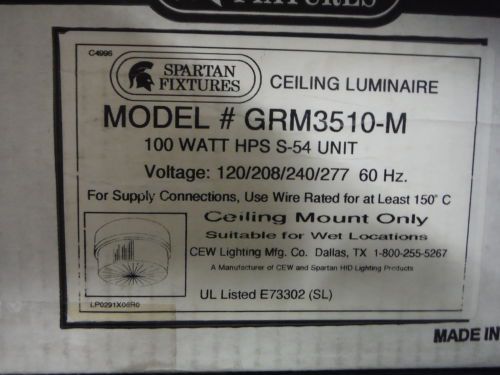 FIXTURES
C4996
SPARTAN
FIXTURES
CEILING LUMINAIRE
MODEL # GRM3510-M
100 WATT HPS S-54 UNIT
Voltage: 120/208/240/277 60 Hz.
For Supply Connections, Use Wire Rated for at Least 150° C
Ceiling Mount Only
Suitable for Wet Locations
CEW Lighting Mfg. Co. Dallas, TX 1-800-255-5267
A Manufacturer of CEW and Spartan HID Lighting Products
UL Listed E73302 (SL)
LP0291X06R0
MADE IN